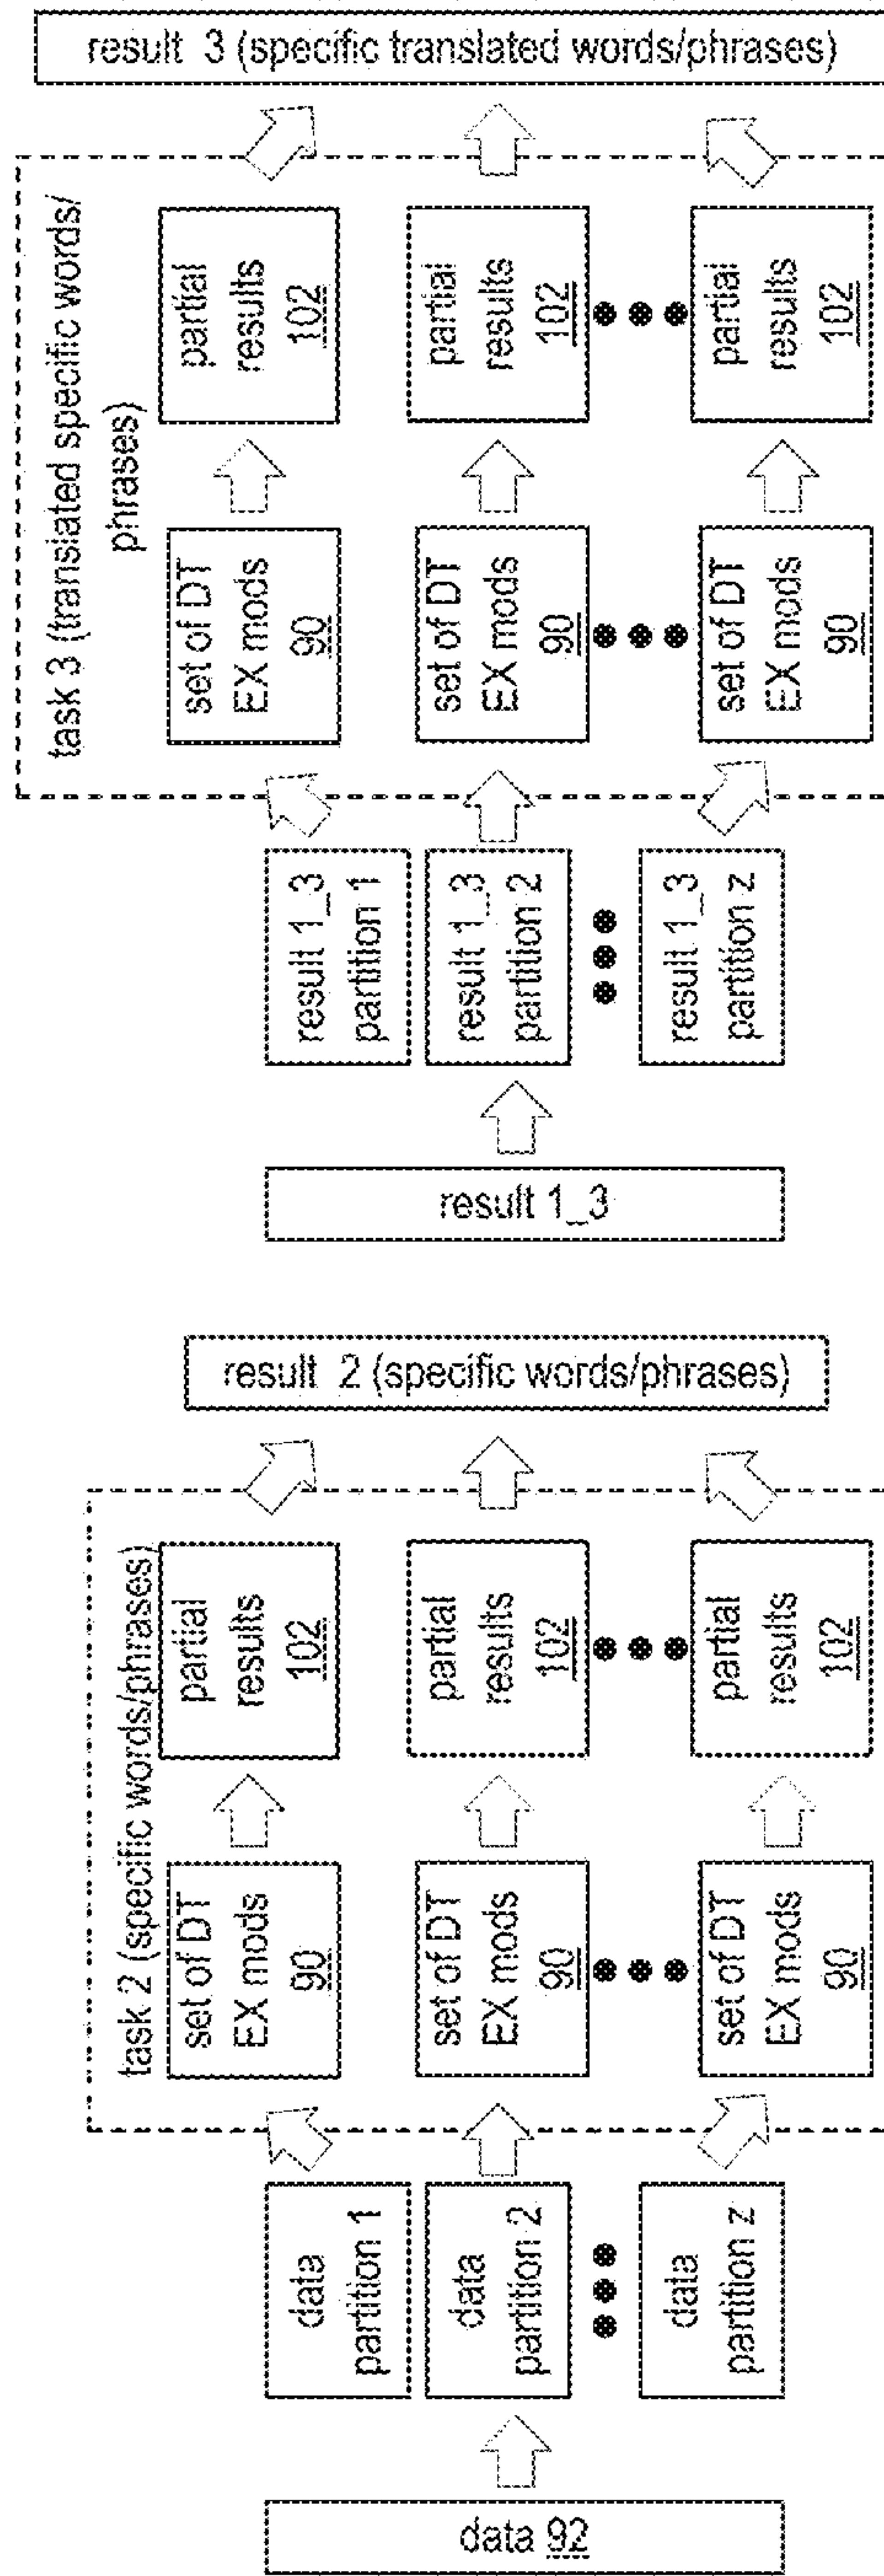 data 92
data
partition 1
data
partition 2
data
partition z
task 2 (specific words/phrases)
set of DT
EX mods
90
set of DT
EX mods
90
set of DT
EX mods
90
partial
results
102
partial
results
102
partial
results
102
result 2 (specific words/phrases)
result 1_3
result 1_3
partition 1
result 1_3
partition 2
result 1_3
partition z
task 3 (translated specific words/
phrases)
set of DT
EX mods
90
set of DT
EX mods
90
set of DT
EX mods
90
partial
results
102
partial
results
102
partial
results
102
result 3 (specific translated words/phrases)